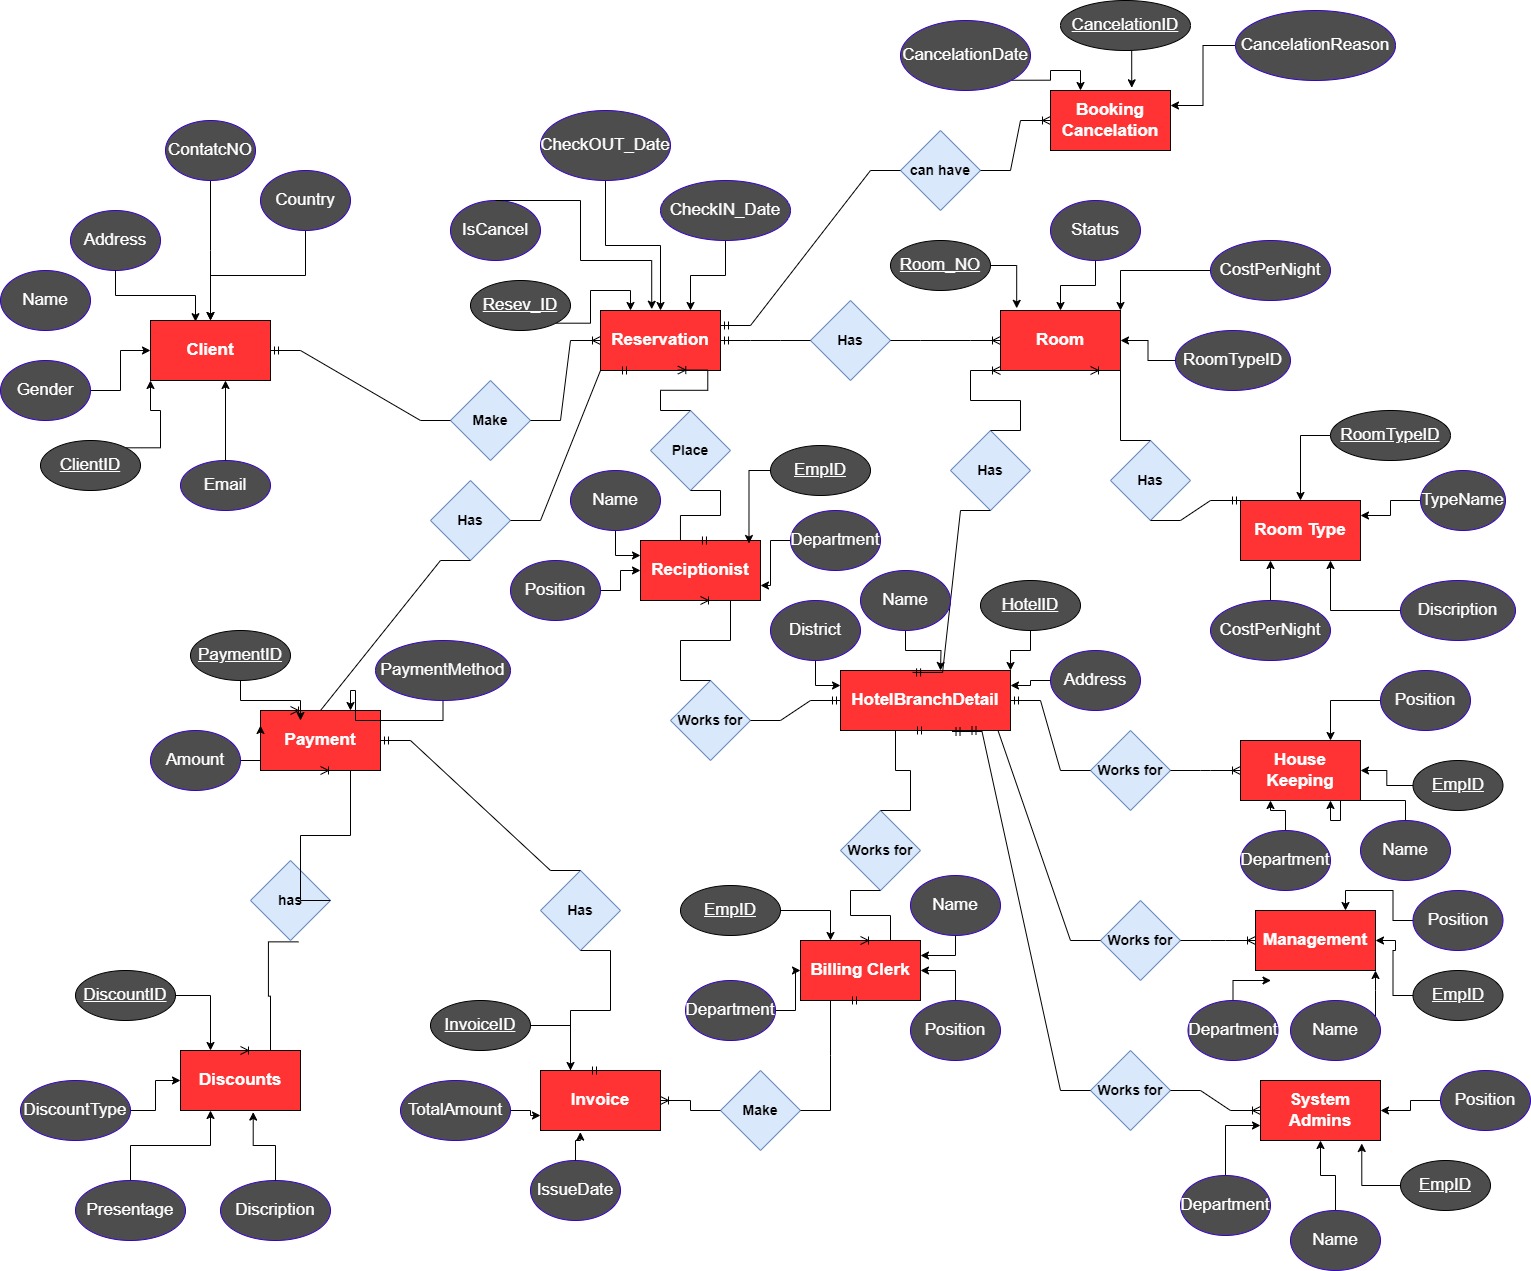 CancelationID
CancelationDate
CancelationReason
Booking
Cancelation
can have
ContatcNO
CheckOUT_Date
Country
CheckIN_Date
IsCancel
Address
Status
Name
Resev_ID
Room_NO
CostPerNight
Client
Reservation
Has
Room
RoomTypeID
Gender
Make
Place
ClientID
Email
Name
EmpID
Has
Has
RoomTypeID
TypeName
Has
Room Type
Department
Reciptionist
Position
Name
HotelID
Discription
CostPerNight
District
PaymentID
PaymentMethod
Address
HotelBranchDetail
Position
Works for
Payment
Amount
House
Keeping
Works for
EmpID
Works for
Department
Name
has
Has
EmpID
Name
Position
Works for
Management
Billing Clerk
DiscountID
EmpID
Department
Position
Department
Name
InvoiceID
Discounts
DiscountType
TotalAmount
Invoice
Make
Works for
System
Admins
Position
Presentage
Discription
IssueDate
EmpID
Department
Name